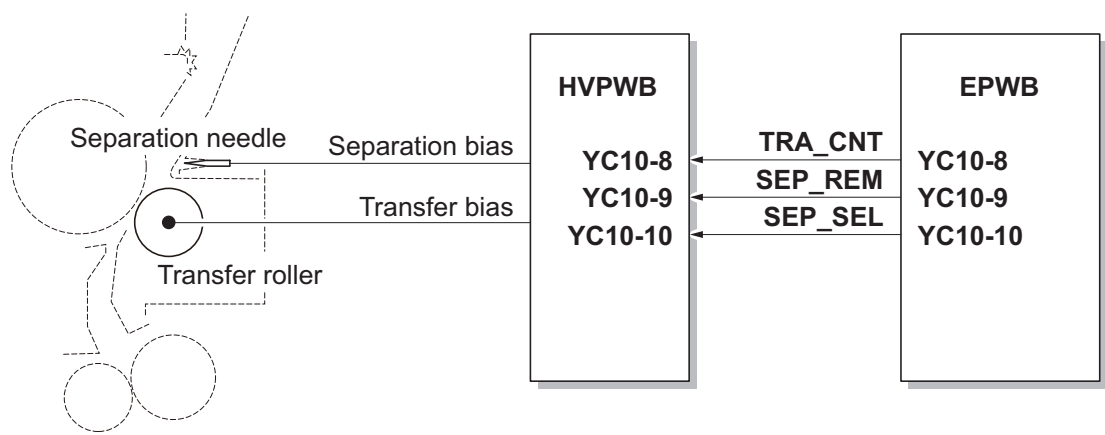 HVPWB
EPWB
Separation needle
Separation bias
TRA_CNT
YC10-8
YC10-8
SEP_REM
YC10-9
YC10-9
Transfer bias
SEP_SEL
YC10-10
YC10-10
Transfer roller